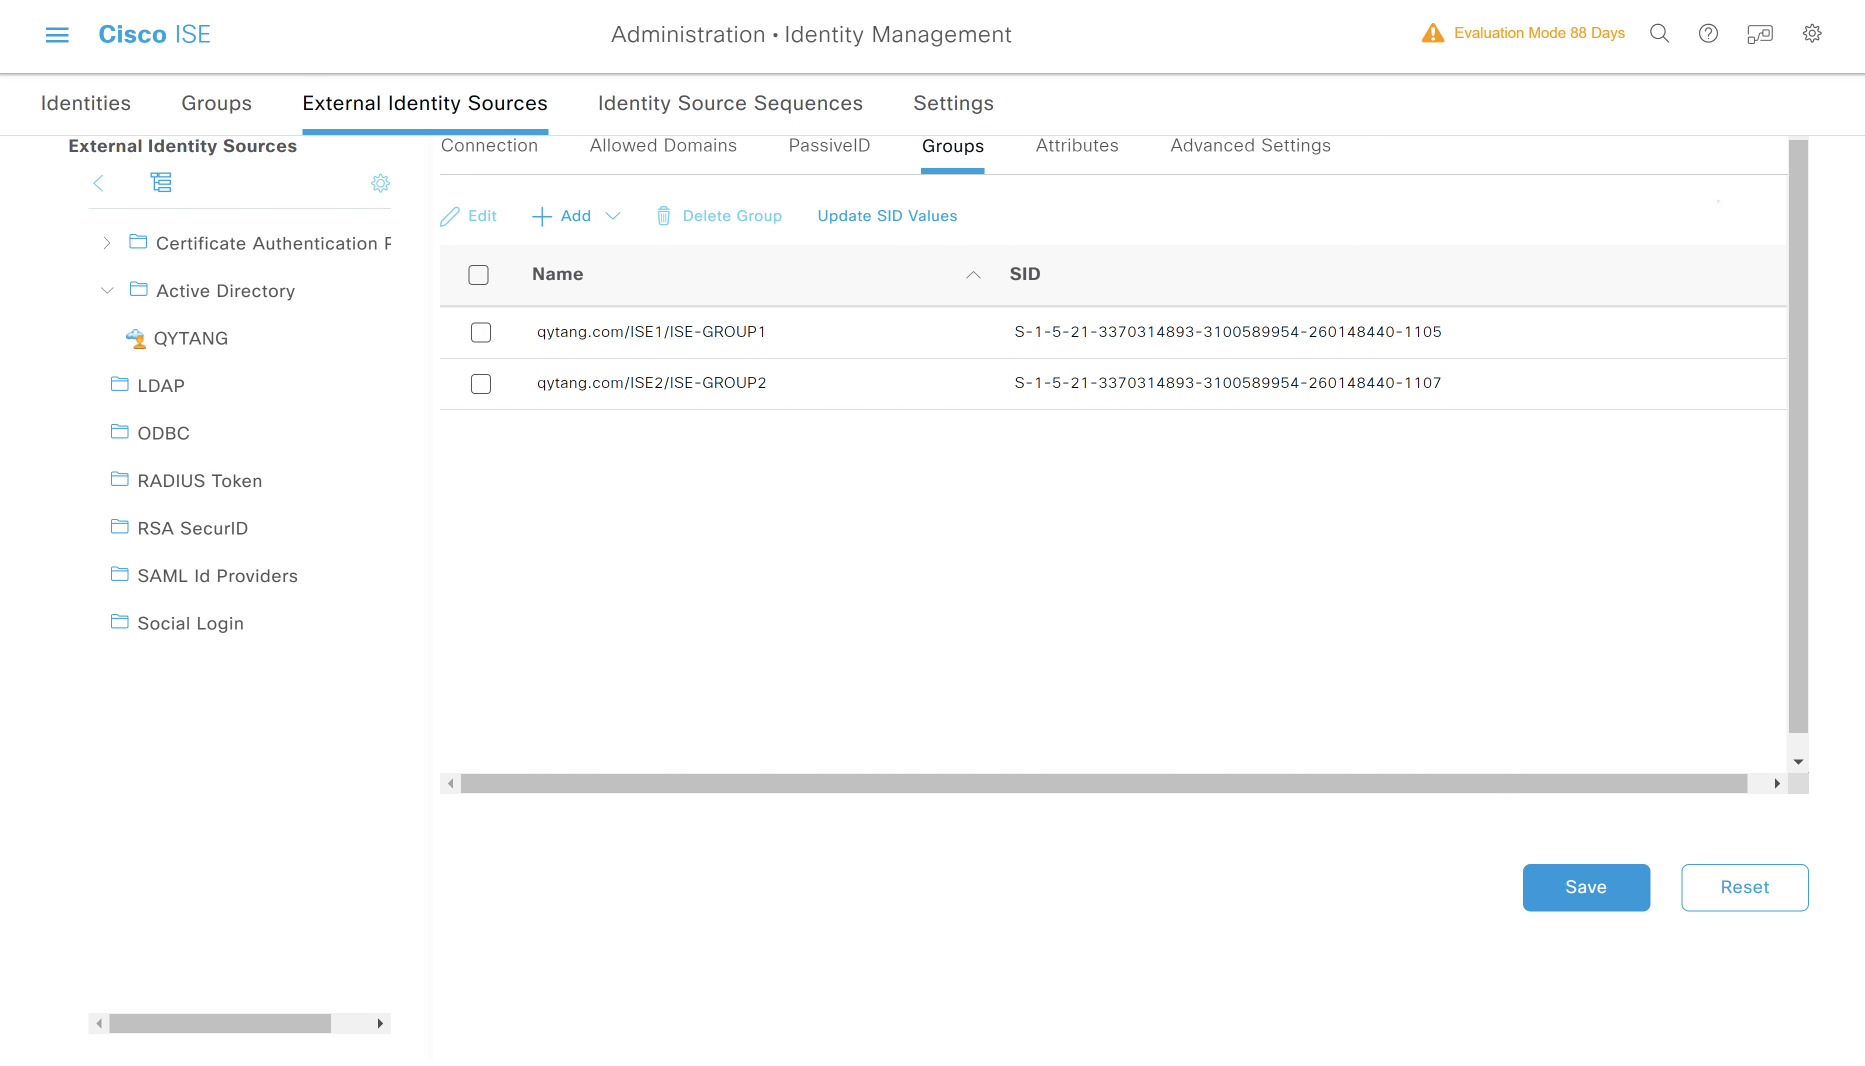 Cisco ISE
Administration • Identity Management
Evaluation Mode 88 Days
Identities
Groups
External Identity Sources
Identity Source Sequences
Settings
External Identity Sources
Certificate Authentication P
Active Directory
QYTANG
LDAP
ODBC
RADIUS Token
RSA SecurID
SAML Id Providers
Social Login
Connection
Allowed Domains
PassiveID
Groups
Attributes
Advanced Settings
Edit
Add
Delete Group
Update SID Values
Name
SID
qytang.com/ISE1/ISE-GROUP1
S-1-5-21-3370314893-3100589954-260148440-1105
qytang.com/ISE2/ISE-GROUP2
S-1-5-21-3370314893-3100589954-260148440-1107
Save
Reset